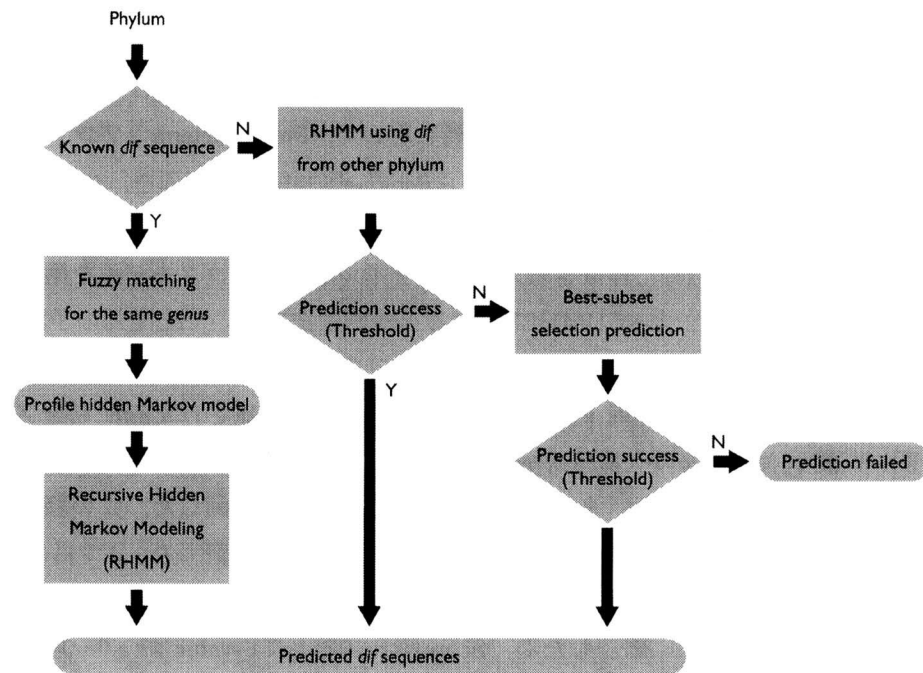 Phylum
Known dif sequence
N
RHMM using dif
from other phylum
Y
Fuzzy matching
for the same genus
Prediction success
(Threshold)
N
Best-subset
selection prediction
Y
Profile hidden Markov model
Prediction success
(Threshold)
N
Prediction failed
Recursive Hidden
Markov Modeling
(RHMM)
Predicted dif sequences